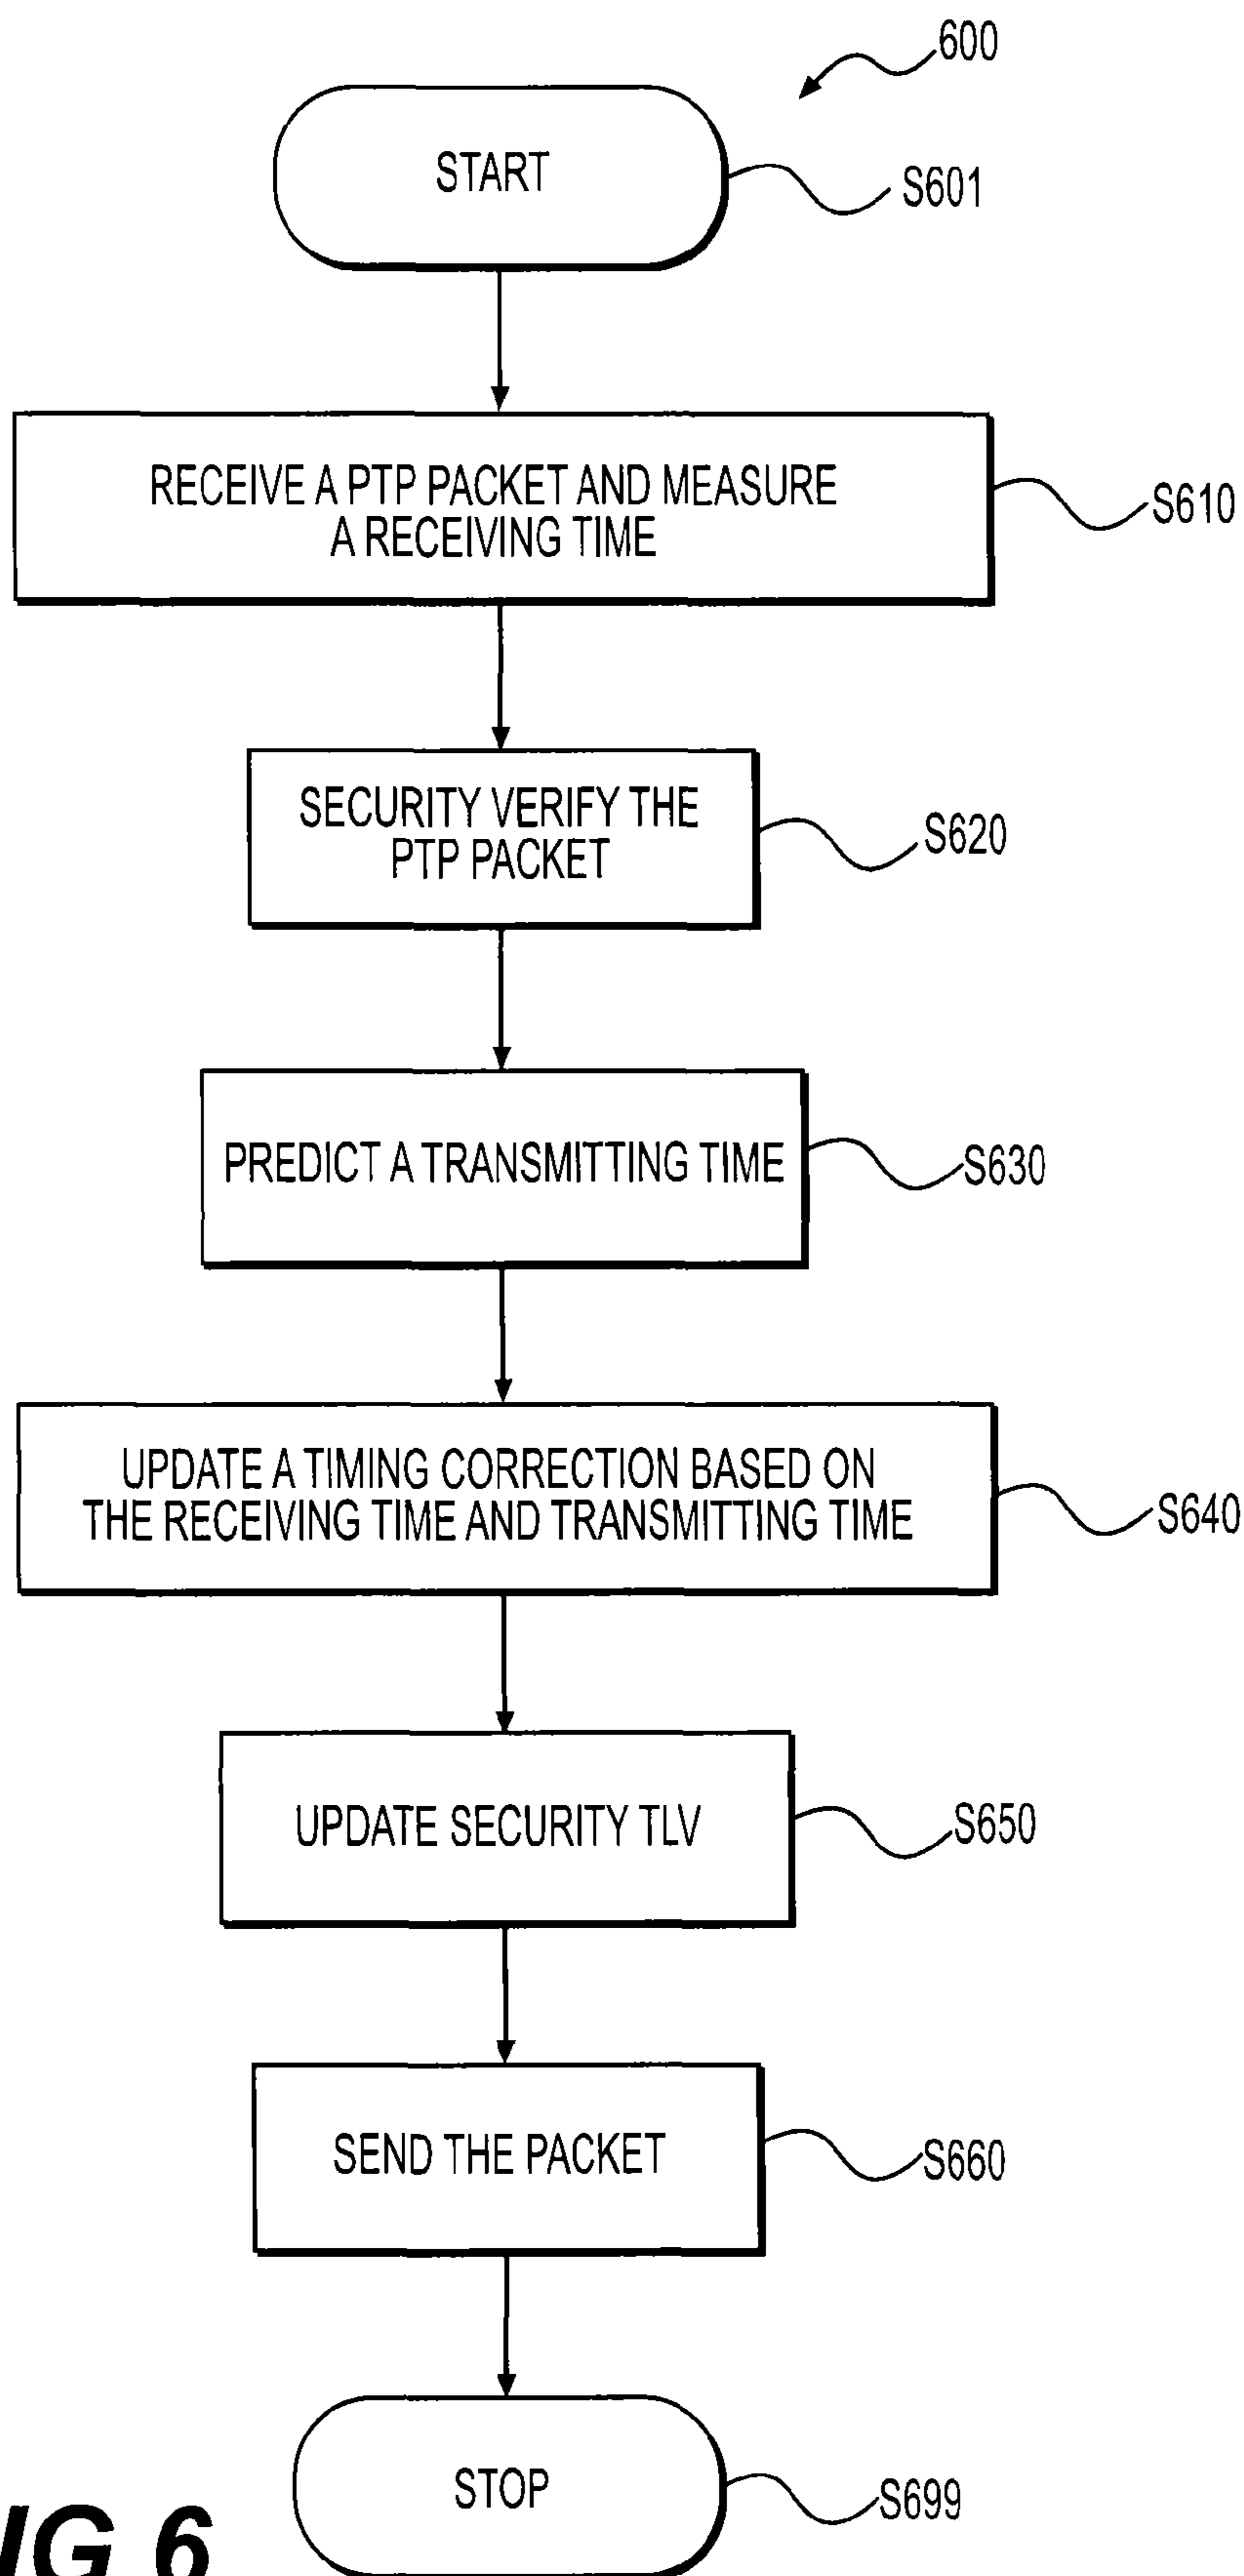 600
START
S601
RECEIVE A PTP PACKET AND MEASURE
A RECEIVING TIME
S610
SECURITY VERIFY THE
PTP PACKET
S620
PREDICT A TRANSMITTING TIME
S630
UPDATE A TIMING CORRECTION BASED ON
THE RECEIVING TIME AND TRANSMITTING TIME
S640
UPDATE SECURITY TLV
S650
SEND THE PACKET
S660
STOP
S699
IG 6